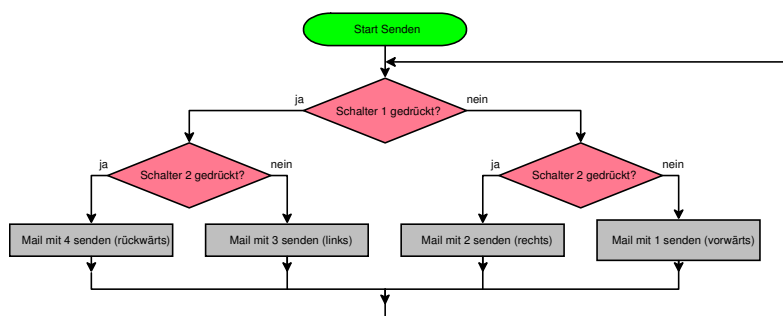 Start Senden
ja
nein
Schalter 1 gedrückt?
ja
nein
ja
nein
Schalter 2 gedrückt?
Schalter 2 gedrückt?
Mail mit 4 senden (rückwärts)
Mail mit 3 senden (links)
Mail mit 2 senden (rechts)
Mail mit 1 senden (vorwärts)